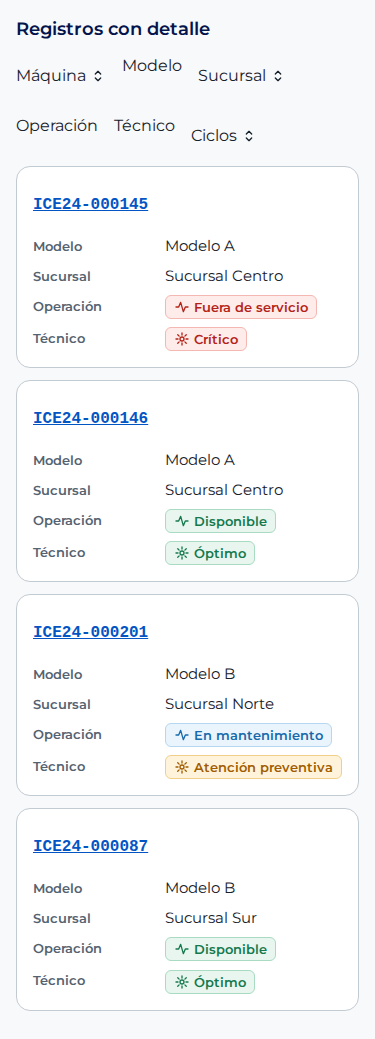 Registros con detalle
Máquina Modelo Sucursal
Operación Técnico Ciclos
ICE24-000145
Modelo Modelo A
Sucursal Sucursal Centro
Operación Fuera de servicio
Técnico Crítico
ICE24-000146
Modelo Modelo A
Sucursal Sucursal Centro
Operación Disponible
Técnico Óptimo
ICE24-000201
Modelo Modelo B
Sucursal Sucursal Norte
Operación En mantenimiento
Técnico Atención preventiva
ICE24-000087
Modelo Modelo B
Sucursal Sucursal Sur
Operación Disponible
Técnico Óptimo